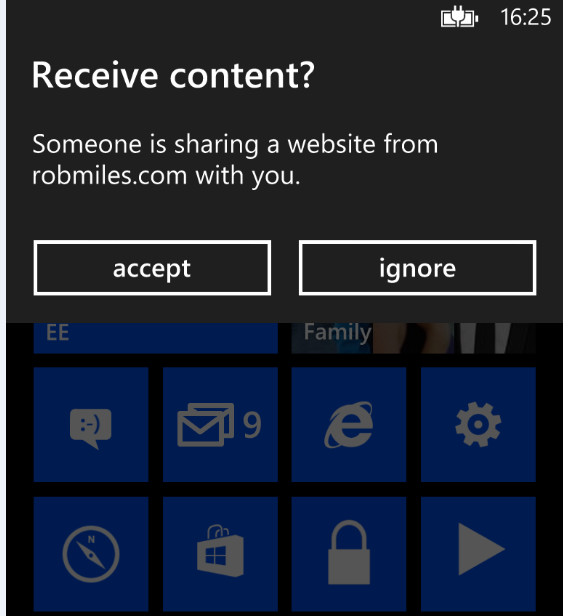 16:25
Receive content?
Someone is sharing a website from
robmiles.com with you.
accept
ignore
EE
Family
:-)
9
N